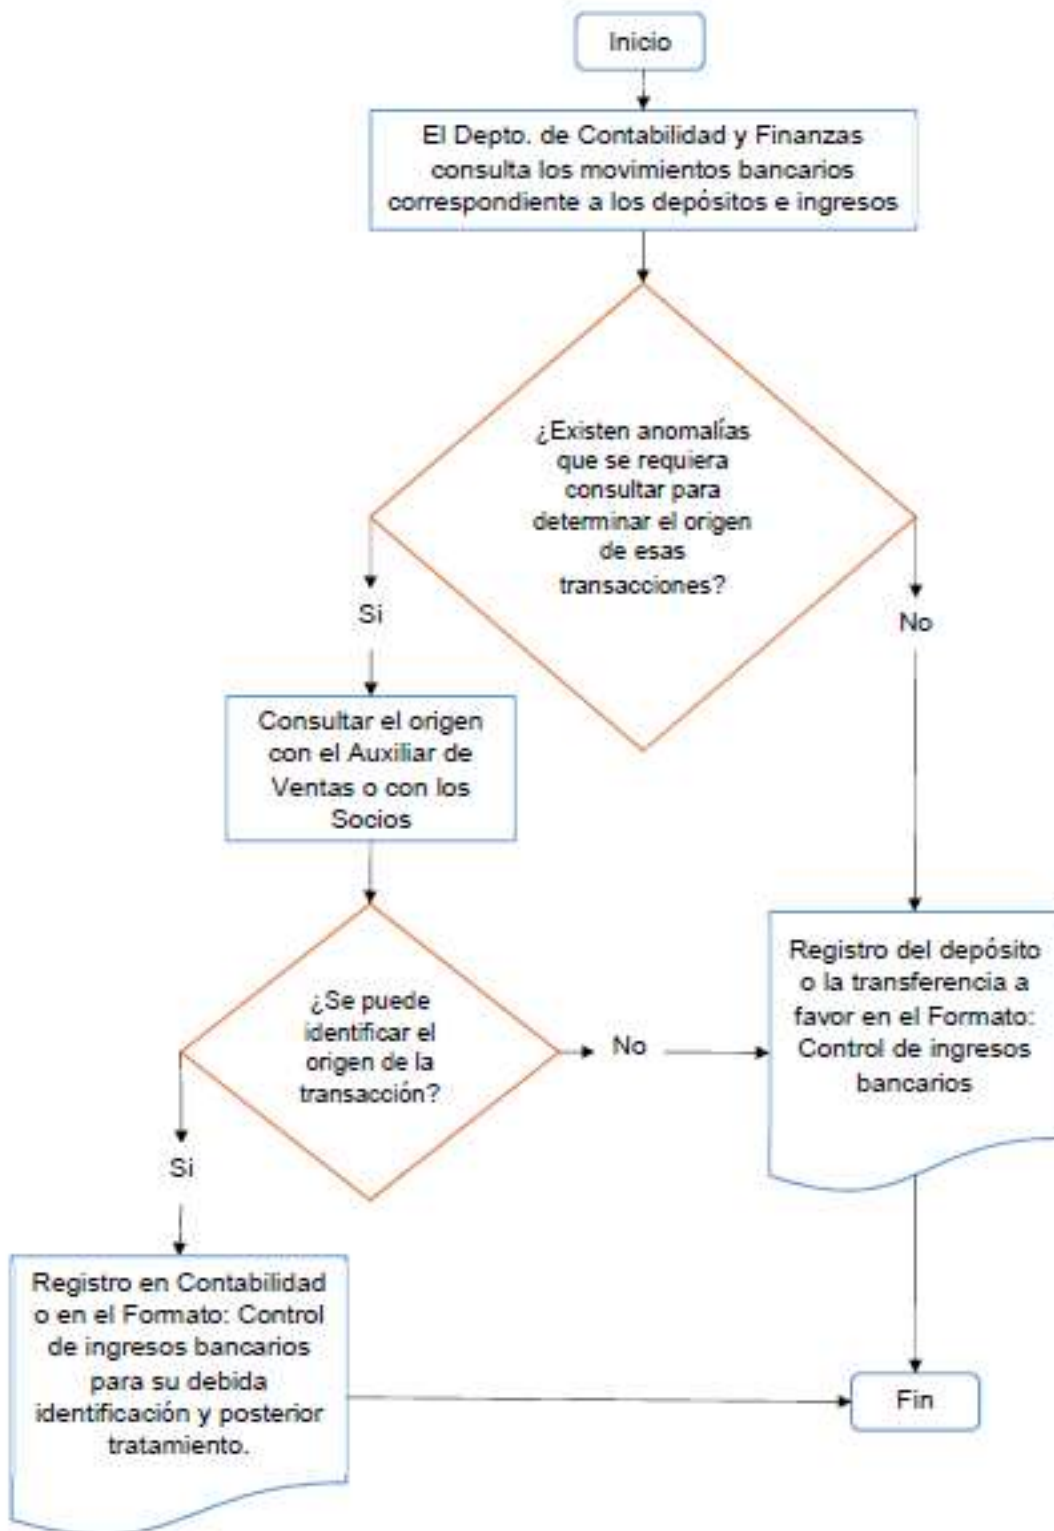 Inicio
El Depto. de Contabilidad y Finanzas
consulta los movimientos bancarios
correspondiente a los depósitos e ingresos
¿Existen anomalías
que se requiera
consultar para
determinar el origen
de esas
transacciones?
Si
No
Consultar el origen
con el Auxiliar de
Ventas o con los
Socios
¿Se puede
identificar el
origen de la
transacción?
No
Registro del depósito
o la transferencia a
favor en el Formato:
Control de ingresos
bancarios
Si
Registro en Contabilidad
o en el Formato: Control
de ingresos bancarios
para su debida
identificación y posterior
tratamiento.
Fin